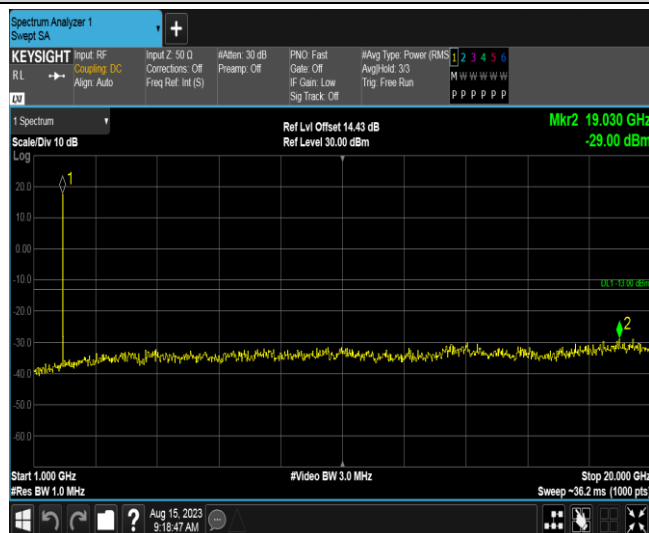 Spectrum Analyzer 1
Swept SA
+
KEYSIGHT
RL
LXI
Input: RF
Coupling: DC
Align: Auto
Input Z: 50 Ω
Corrections: Off
Freq Ref: Int (S)
#Atten: 30 dB
Preamp: Off
PNO: Fast
Gate: Off
IF Gain: Low
Sig Track: Off
#Avg Type: Power (RMS
Avg|Hold: 3/3
Trig: Free Run
1 2 3 4 5 6
M W W W W W
P P P P P P
1 Spectrum
Scale/Div 10 dB
Log
Ref Lvl Offset 14.43 dB
Ref Level 30.00 dBm
Mkr2 19.030 GHz
-29.00 dBm
1
20.0
10.0
0.00
-10.0
DL1 -13.00 dBm
-20.0
2
-30.0
-40.0
-50.0
-60.0
Start 1.000 GHz
#Res BW 1.0 MHz
#Video BW 3.0 MHz
Stop 20.000 GHz
Sweep ~36.2 ms (1000 pts)
?
Aug 15, 2023
9:18:47 AM